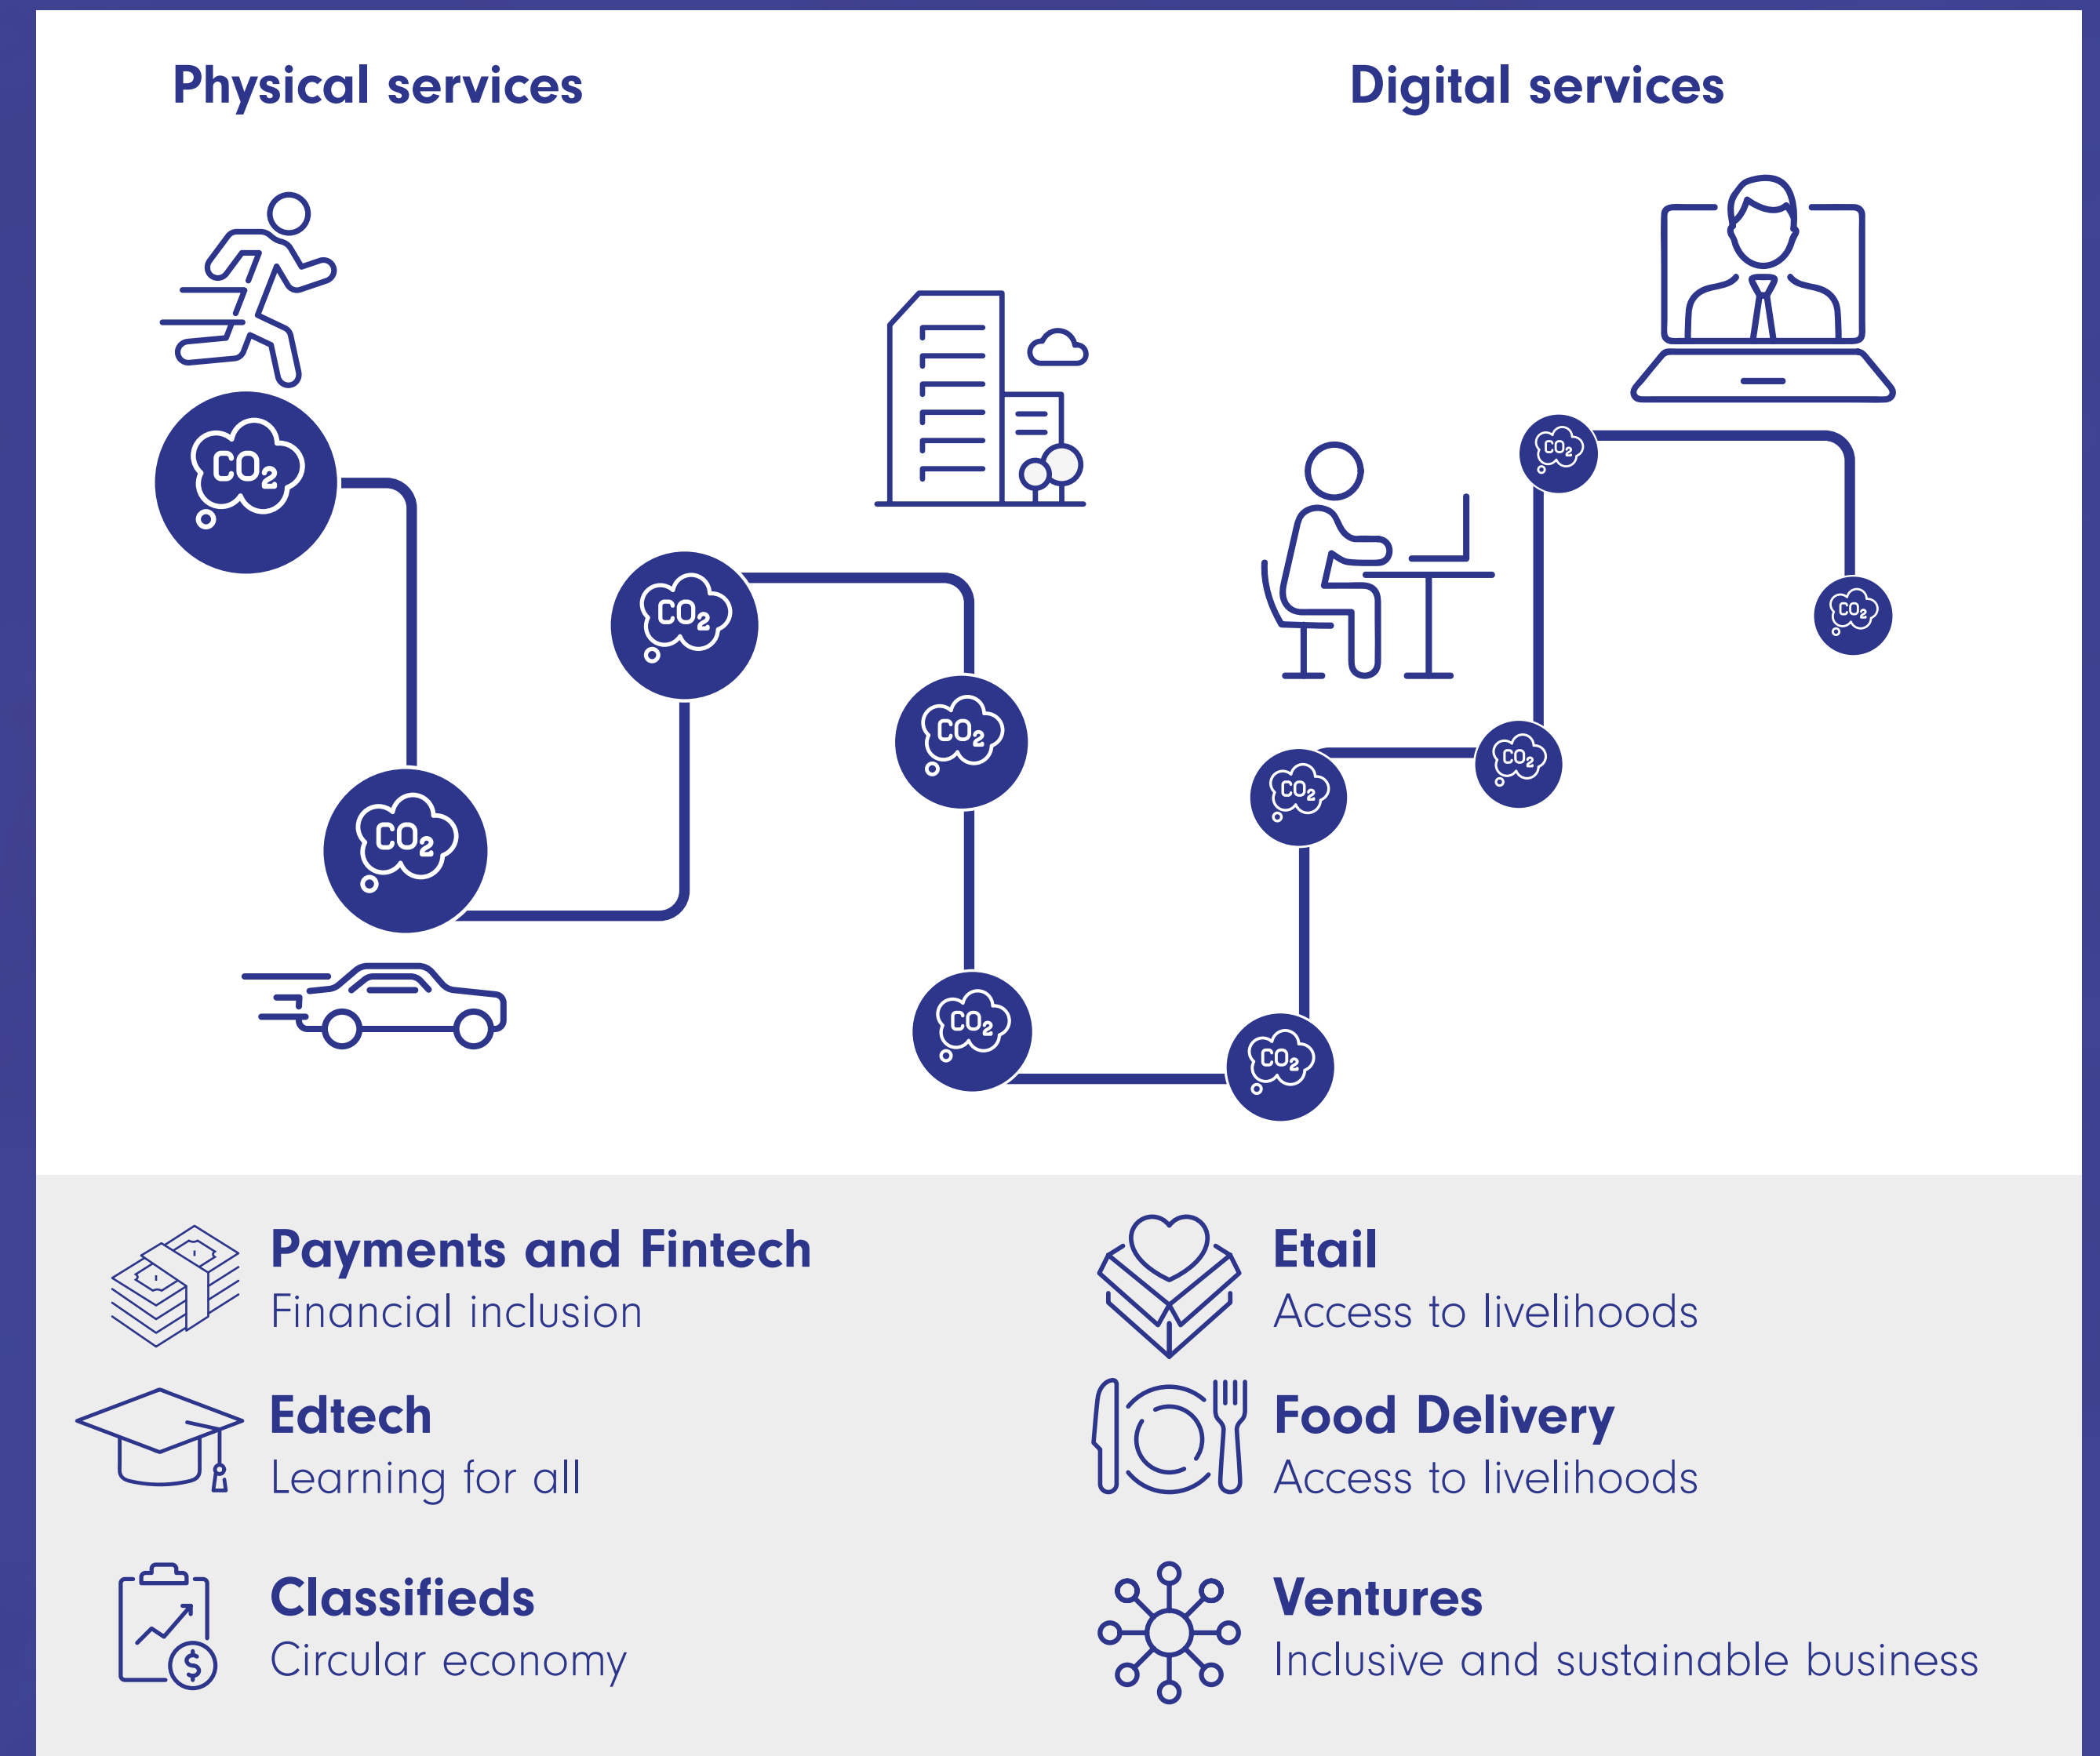 Physical services
Digital services
CO2
CO2
CO2
CO2
CO2
CO2
CO2
CO2
CO2
CO2
Payments and Fintech
Financial inclusion
Edtech
Learning for all
Classifieds
Circular economy
$
Etail
Access to livelihoods
Food Delivery
Access to livelihoods
Ventures
Inclusive and sustainable business